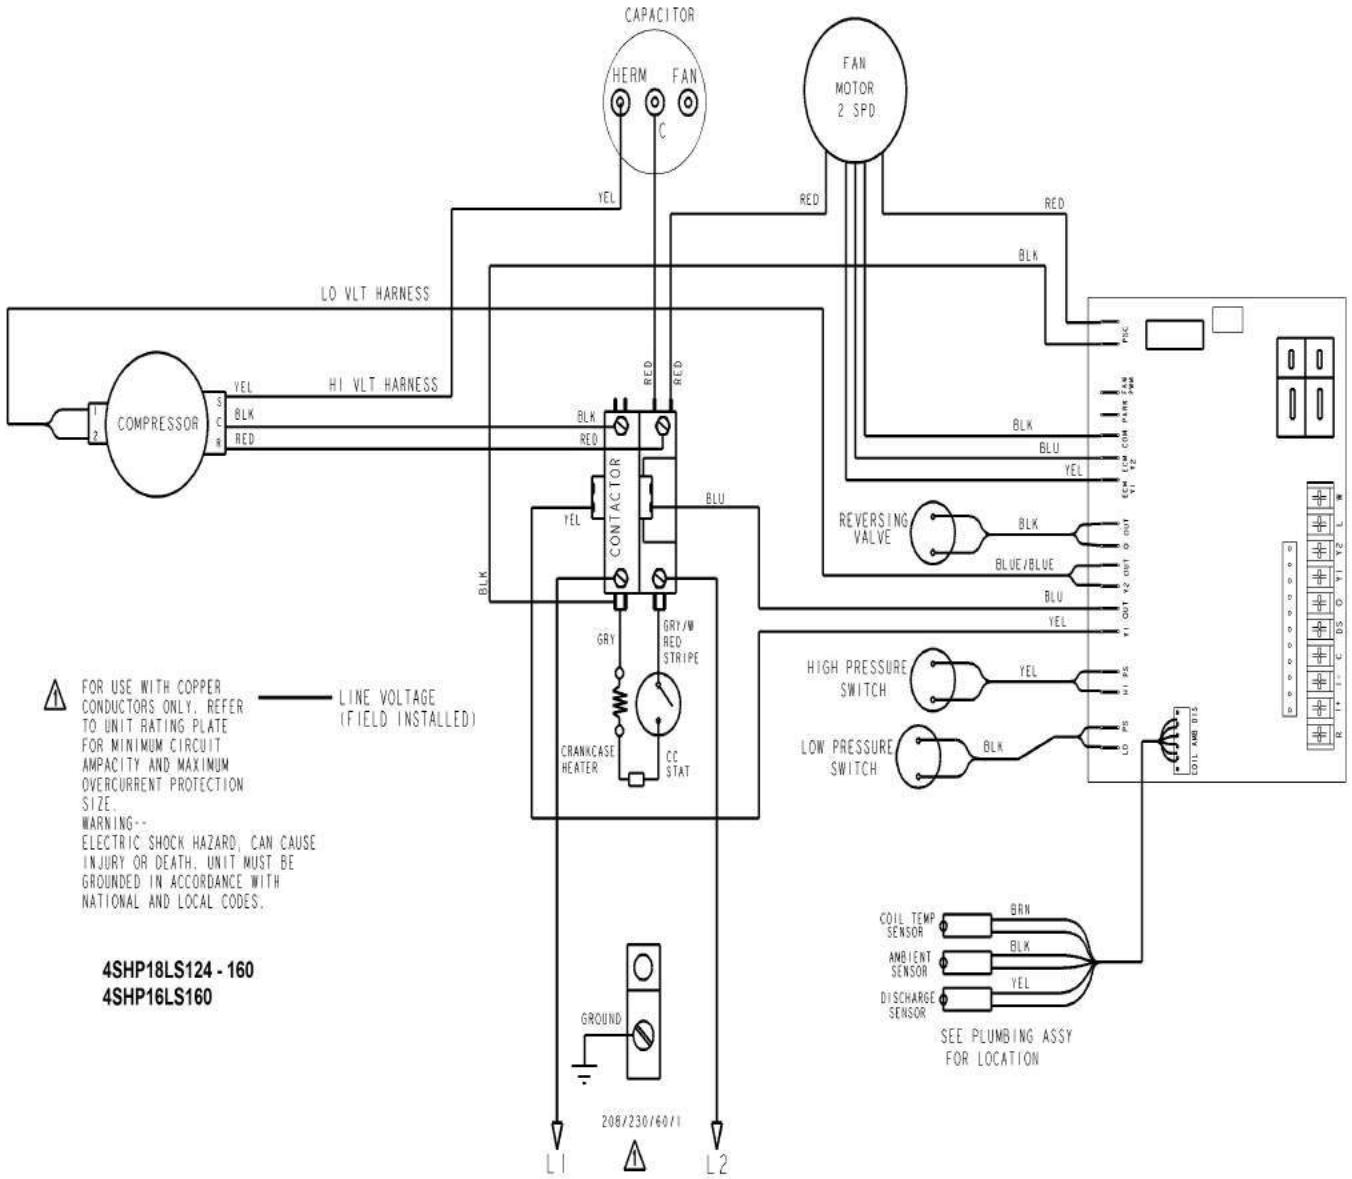 CAPACITOR
HERM
FAN
C
FAN
MOTOR
2 SPD
YEL
RED
RED
BLK
LO VLT HARNESS
HI VLT HARNESS
COMPRESSOR
1
2
S
C
R
YEL
BLK
RED
RED
RED
BLK
RED
CONTACTOR
YEL
BLU
BLK
PSC
FAN
PWM
PARK
COM
ECM
Y2
ECM
Y1
BLK
BLU
YEL
REVERSING
VALVE
BLK
OUT
O
BLUE/BLUE
OUT
Y2
BLU
OUT
YEL
Y1
HIGH PRESSURE
SWITCH
YEL
PS
HI
LOW PRESSURE
SWITCH
BLK
PS
LO
COIL AMB DIS
W
L
Y2
Y1
O
DS
C
I-
I+
R
GRY
GRY/W
RED
STRIPE
CRANKCASE
HEATER
CC
STAT
1
FOR USE WITH COPPER
CONDUCTORS ONLY. REFER
TO UNIT RATING PLATE
FOR MINIMUM CIRCUIT
AMPACITY AND MAXIMUM
OVERCURRENT PROTECTION
SIZE.
WARNING--
ELECTRIC SHOCK HAZARD, CAN CAUSE
INJURY OR DEATH. UNIT MUST BE
GROUNDED IN ACCORDANCE WITH
NATIONAL AND LOCAL CODES.
LINE VOLTAGE
(FIELD INSTALLED)
4SHP18LS124 - 160
4SHP16LS160
COIL TEMP
SENSOR
BRN
AMBIENT
SENSOR
BLK
DISCHARGE
SENSOR
YEL
SEE PLUMBING ASSY
FOR LOCATION
GROUND
208/230/60/1
L1
1
L2